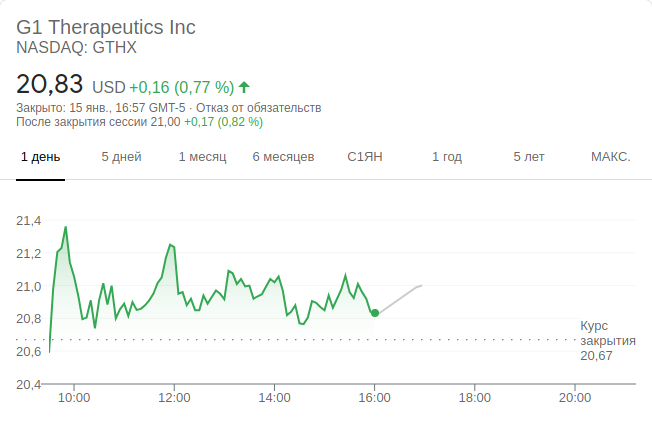 G1 Therapeutics Inc
NASDAQ: GTHX
20,83 USD +0,16 (0,77 %)
Закрыто: 15 янв., 16:57 GMT-5 · Отказ от обязательств
После закрытия сессии 21,00 +0,17 (0,82 %)
1 день 5 дней 1 месяц 6 месяцев С1ЯН 1 год 5 лет МАКС.
21,4
21,2
21,0
20,8
20,6
20,4
Курс
закрытия
20,67
10:00 12:00 14:00 16:00 18:00 20:00